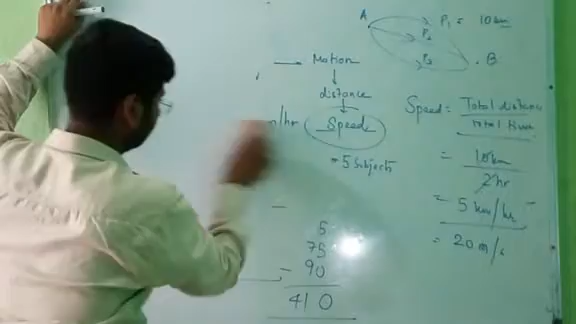 A
P₁ = 10km
P₂
P₃
B
Motion
↓
distance
↓
Speed
m/hr
= 5 subjects
5
75
90
410
Speed = Total distance
Total
= 10km
2hr
= 5 km/hr
= 20 m/s